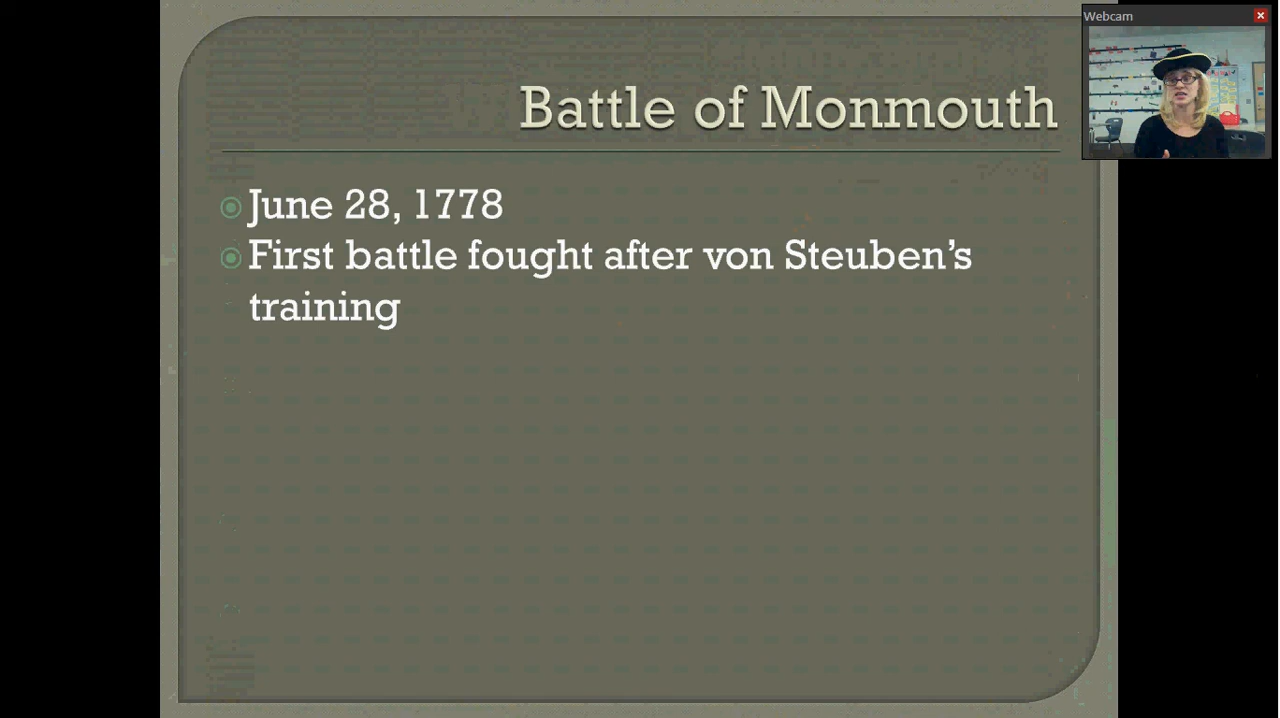 Webcam
Battle of Monmouth
June 28, 1778
First battle fought after von Steuben's
training